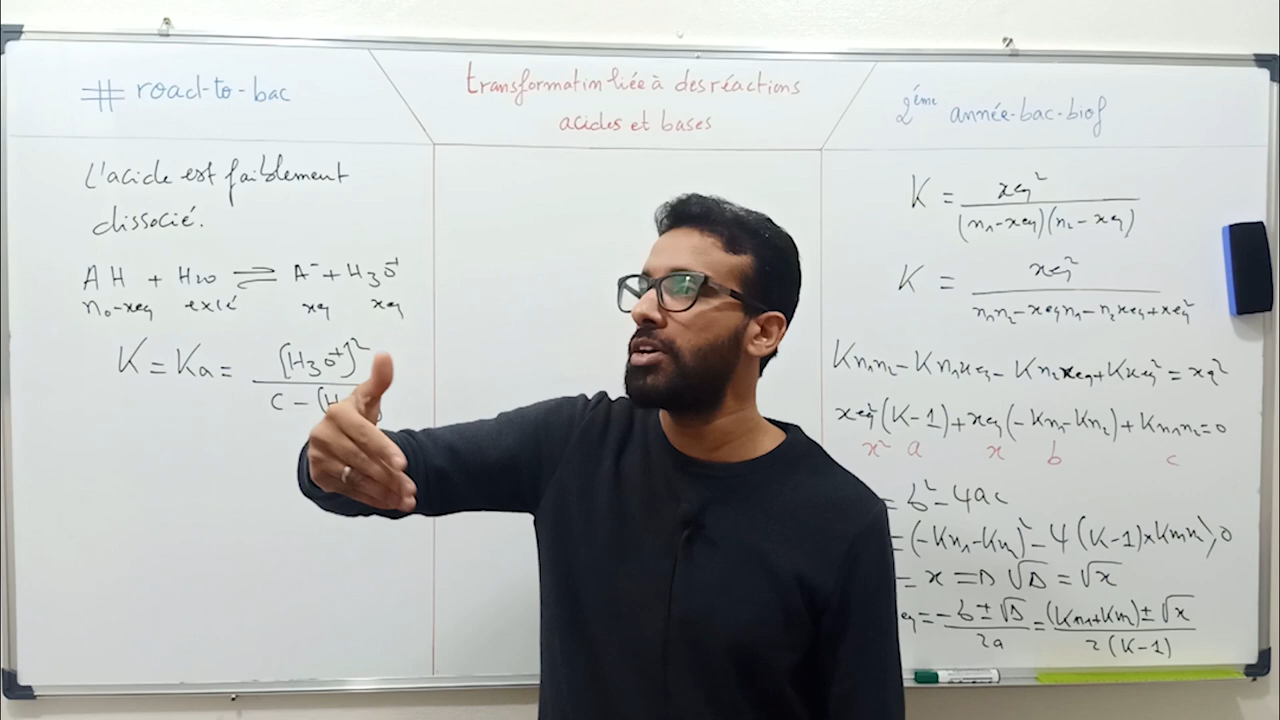 # road-to-bac
transformation liée à des réactions
acides et bases
2ème année-bac-biof
L'acide est faiblement
dissocié.
AH + H2O ⇌ A⁻ + H3O⁺
n0-xeq excé xeq xeq
K = Ka = [H3O⁺]²
C - [H
K = xeq²
(n1-xeq)(n2-xeq)
K = xeq²
n1n2-xeqn1-n2xeq+xeq²
Kn1n2-Kn1xeq-Kn2xeq+Kxeq²=xeq²
xeq²(K-1)+xeq(-Kn1-Kn2)+Kn1n2=0
x² a x b c
= b²-4ac
=(-Kn1-Kn2)²-4(K-1)×Kn1n2>0
= x ⇒ √Δ = √x
eq = -b±√Δ = (Kn1+Kn2)±√x
2a 2(K-1)